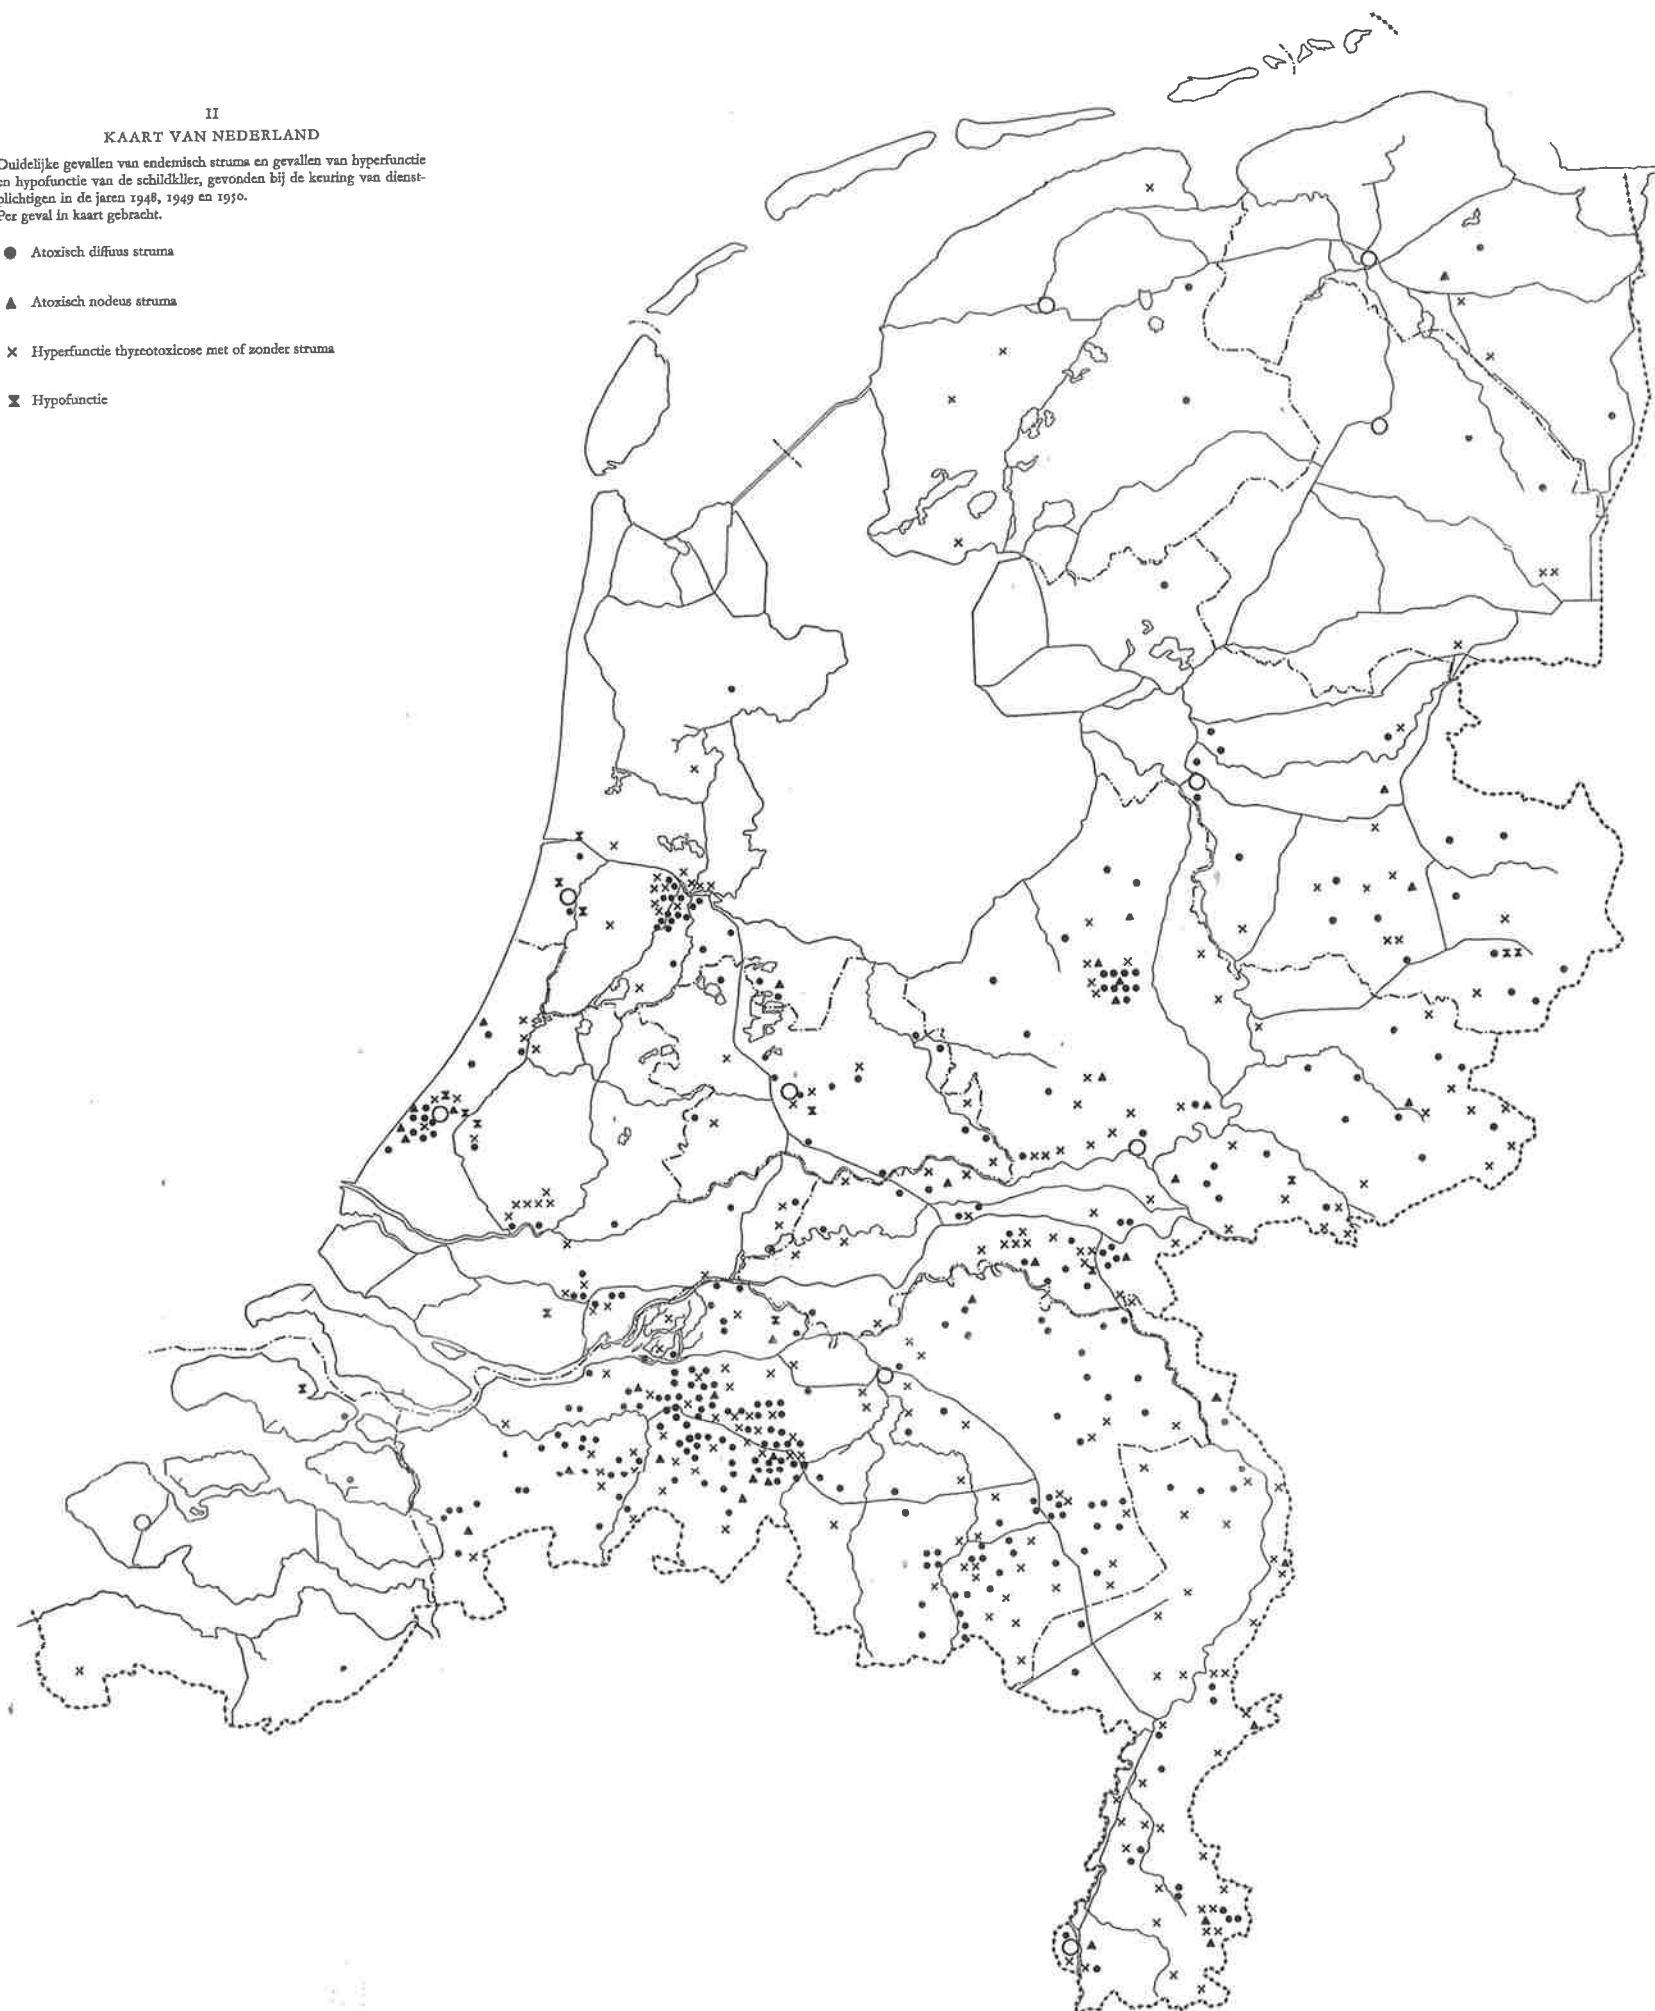 II
KAART VAN NEDERLAND
Duidelijke gevallen van endemisch struma en gevallen van hyperfunctie
en hypofunctie van de schildklier, gevonden bij de keuring van dienst-
plichtigen in de jaren 1948, 1949 en 1950.
Per geval in kaart gebracht.
Atoxisch diffuus struma
Atoxisch nodeus struma
Hyperfunctie thyreotoxicose met of zonder struma
Hypofunctie